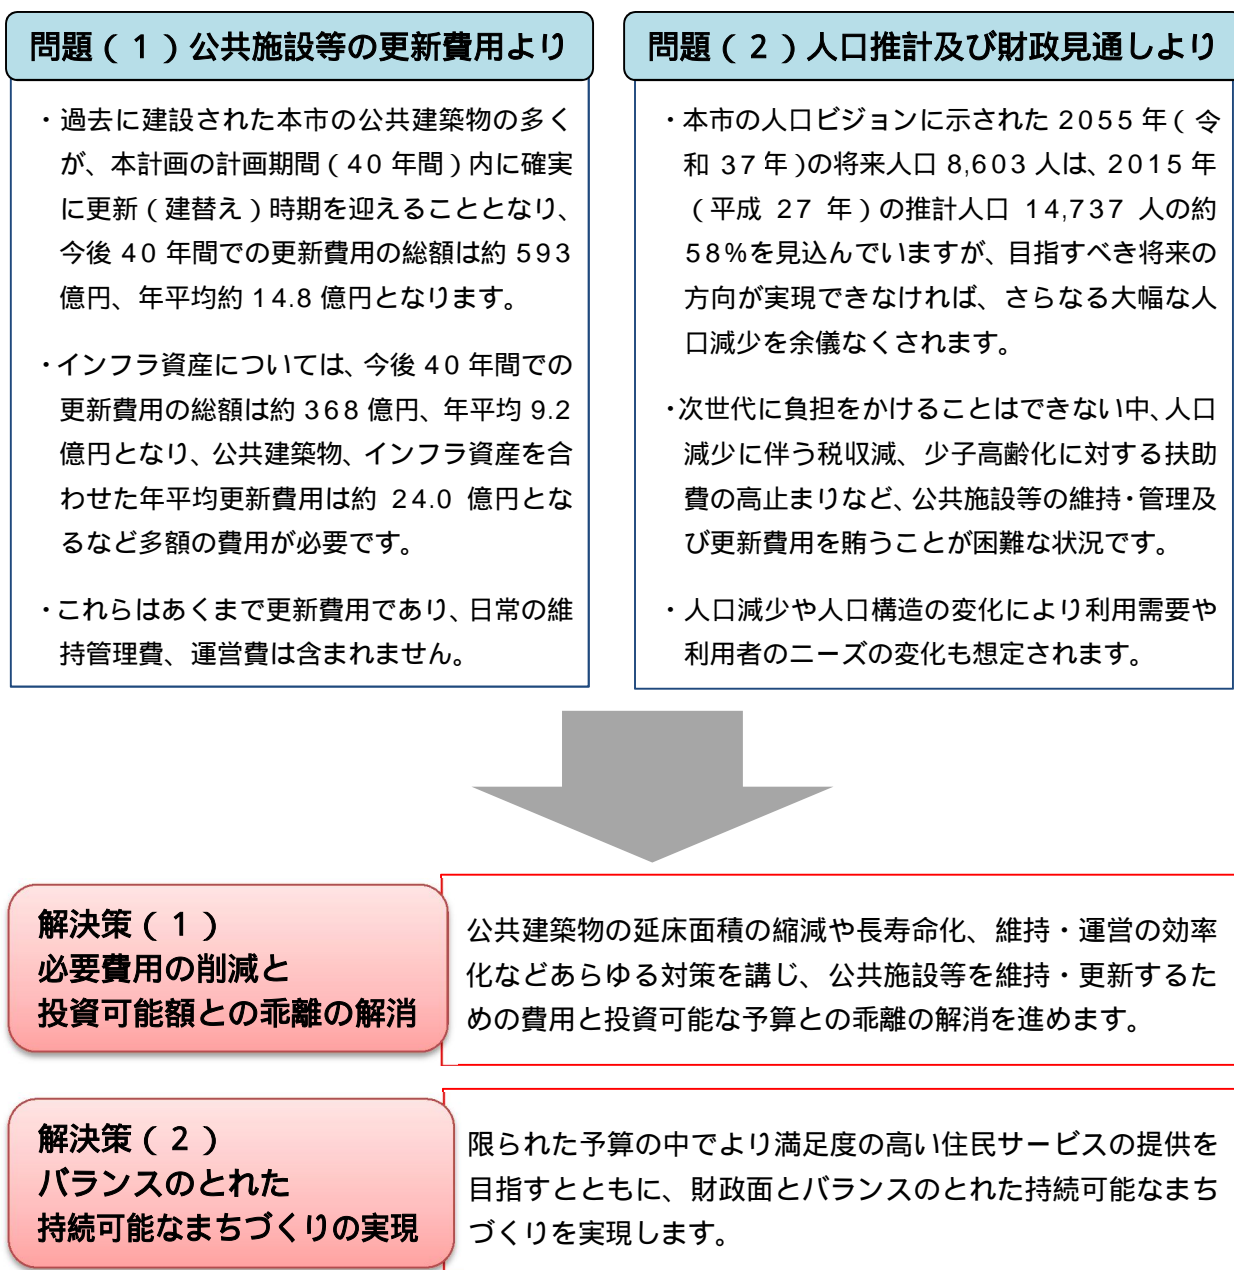 問題(1)公共施設等の更新費用より
・過去に建設された本市の公共建築物の多く
が、本計画の計画期間(40年間)内に確実
に更新(建替え)時期を迎えることとなり、
今後40年間での更新費用の総額は約593
億円、年平均約14.8億円となります。
・インフラ資産については、今後40年間での
更新費用の総額は約368億円、年平均9.2
億円となり、公共建築物、インフラ資産を合
わせた年平均更新費用は約 24.0 億円とな
るなど多額の費用が必要です。
・これらはあくまで更新費用であり、日常の維
持管理費、運営費は含まれません。
問題(2)人口推計及び財政見通しより
・本市の人口ビジョンに示された2055年(令
和37年)の将来人口8,603人は、2015年
(平成 27 年)の推計人口 14,737 人の約
58%を見込んでいますが、目指すべき将来の
方向が実現できなければ、さらなる大幅な人
口減少を余儀なくされます。
・次世代に負担をかけることはできない中、人口
減少に伴う税収減、少子高齢化に対する扶助
費の高止まりなど、公共施設等の維持・管理及
び更新費用を賄うことが困難な状況です。
・人口減少や人口構造の変化により利用需要や
利用者のニーズの変化も想定されます。
解決策(1)
必要費用の削減と
投資可能額との乖離の解消
公共建築物の延床面積の縮減や長寿命化、維持・運営の効率
化などあらゆる対策を講じ、公共施設等を維持・更新するた
めの費用と投資可能な予算との乖離の解消を進めます。
解決策(2)
バランスのとれた
持続可能なまちづくりの実現
限られた予算の中でより満足度の高い住民サービスの提供を
目指すとともに、財政面とバランスのとれた持続可能なまち
づくりを実現します。